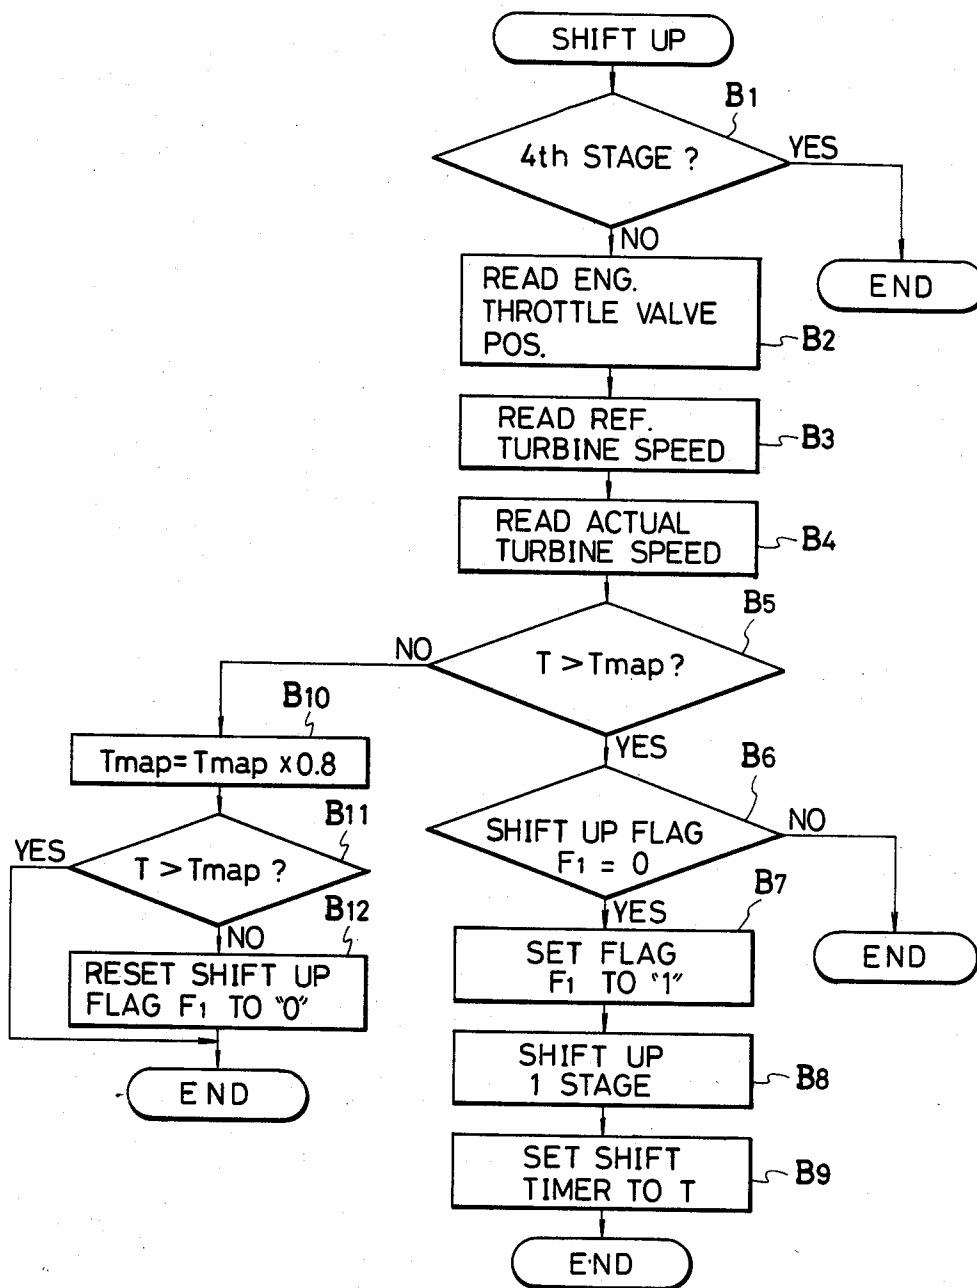 SHIFT UP
B1
4th STAGE ?
YES
NO
END
READ ENG.
THROTTLE VALVE
POS.
B2
READ REF.
TURBINE SPEED
B3
READ ACTUAL
TURBINE SPEED
B4
B5
T > Tmap ?
NO
YES
B10
Tmap = Tmap x 0.8
B11
T > Tmap ?
YES
NO
B12
RESET SHIFT UP
FLAG F1 TO "0"
END
B6
SHIFT UP FLAG
F1 = 0
NO
YES
END
B7
SET FLAG
F1 TO "1"
SHIFT UP
1 STAGE
B8
SET SHIFT
TIMER TO T
B9
END